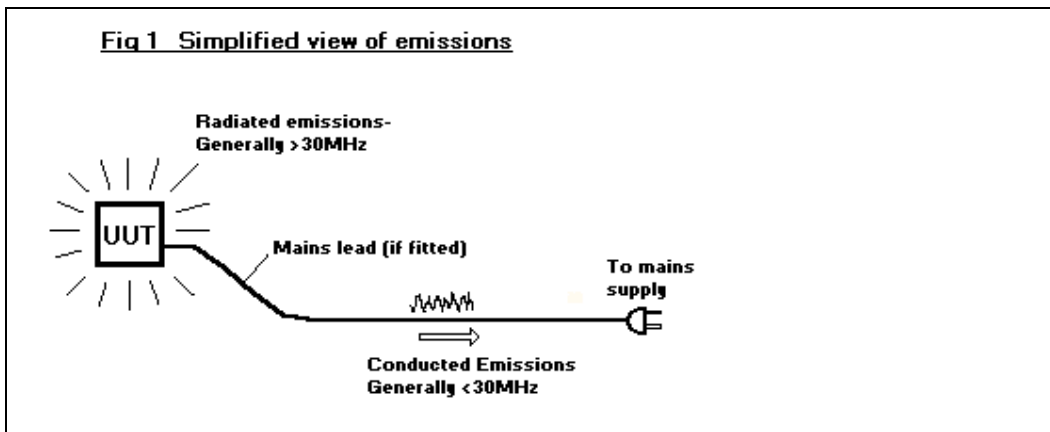 Fig 1 Simplified view of emissions
Radiated emissions-
Generally >30MHz
UUT
Mains lead (if fitted)
To mains
supply
Conducted Emissions
Generally <30MHz